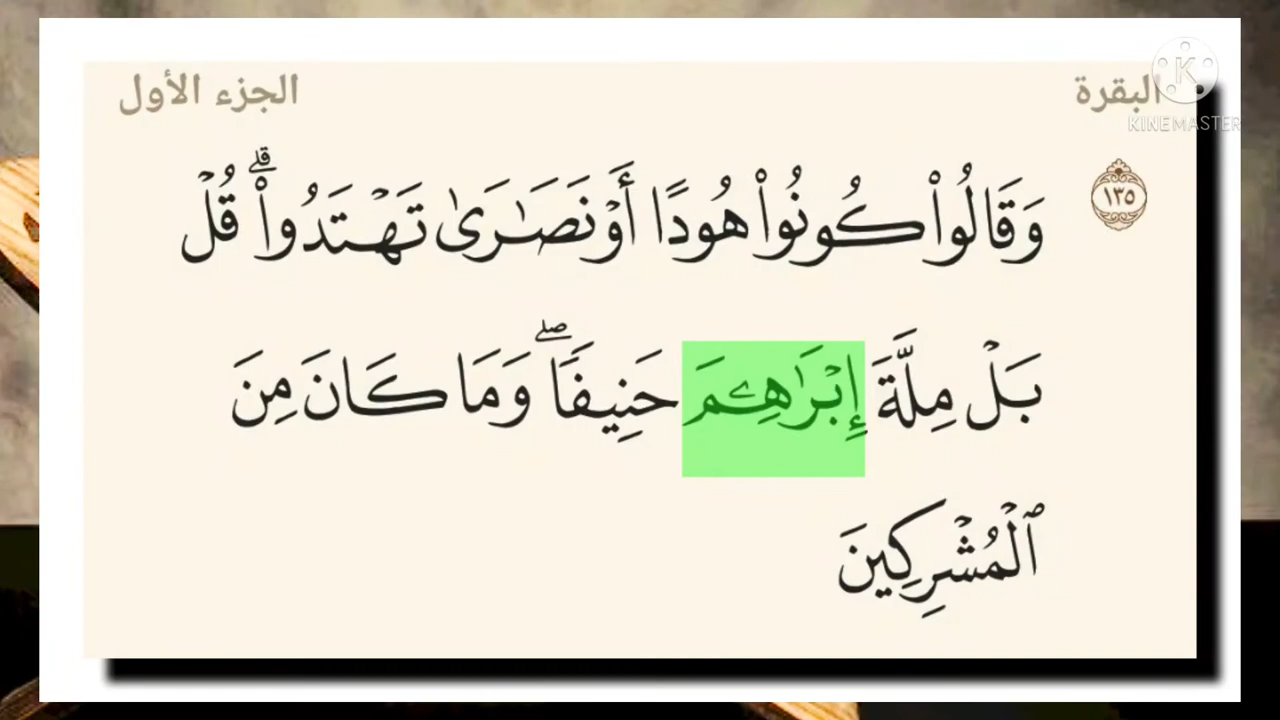 البقرة الجزء الأول
KINEMASTER
١٣٥ وَقَالُوا۟ كُونُوا۟ هُودًا أَوْ نَصَـٰرَىٰ تَهْتَدُوا۟ ۗ قُلْ
بَلْ مِلَّةَ إِبْرَٰهِـۧمَ حَنِيفًا ۖ وَمَا كَانَ مِنَ
ٱلْمُشْرِكِينَ